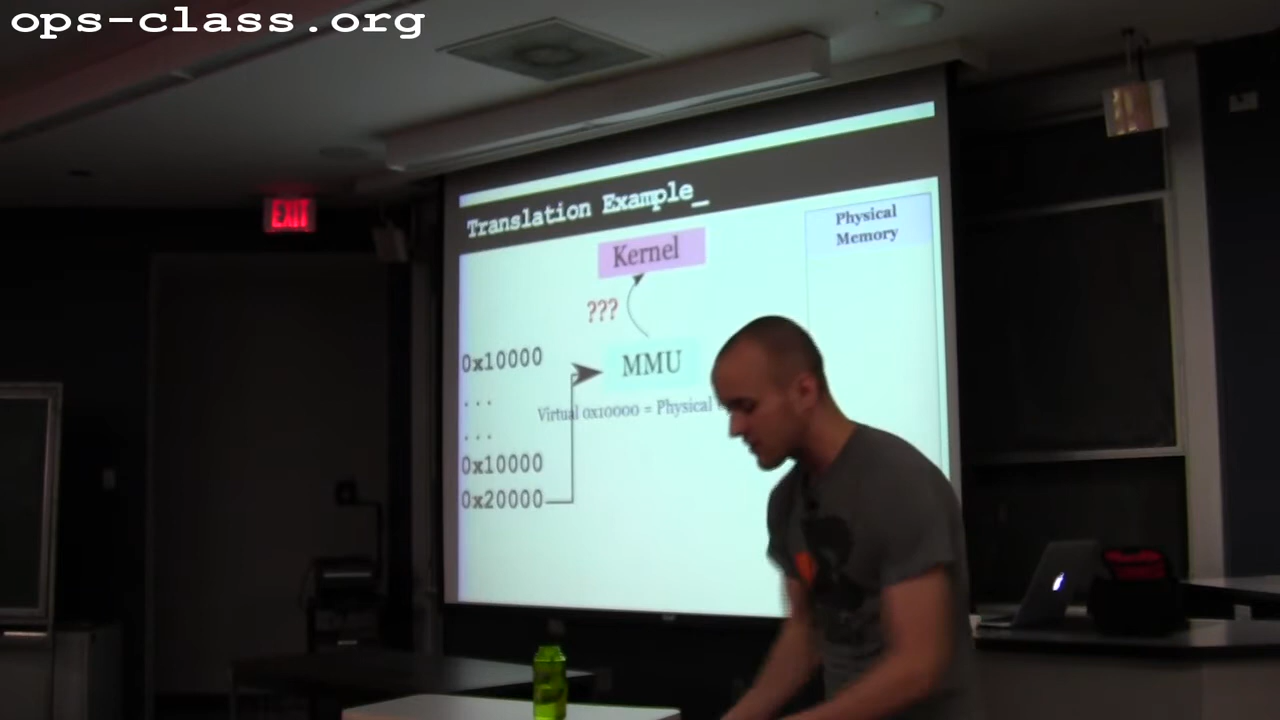 ops-class.org
EXIT
Translation Example_
Physical
Memory
Kernel
???
0x10000
MMU
...
Virtual 0x10000 = Physical
...
0x10000
0x20000